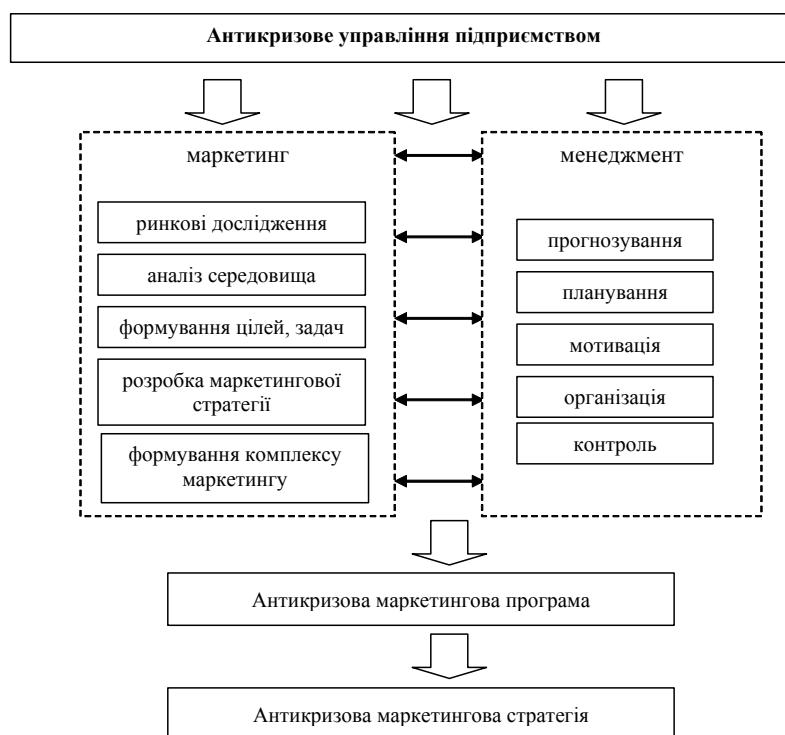 Антикризове управління підприємством
маркетинг
ринкові дослідження
аналіз середовища
формування цілей, задач
розробка маркетингової
стратегії
формування комплексу
маркетингу
менеджмент
прогнозування
планування
мотивація
організація
контроль
Антикризова маркетингова програма
Антикризова маркетингова стратегія